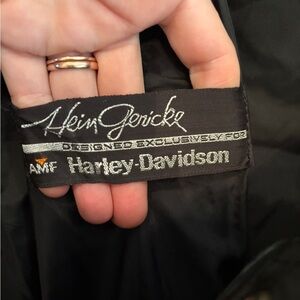 Hein Gericke
DESIGNED EXCLUSIVELY FOR
AMF Harley-Davidson